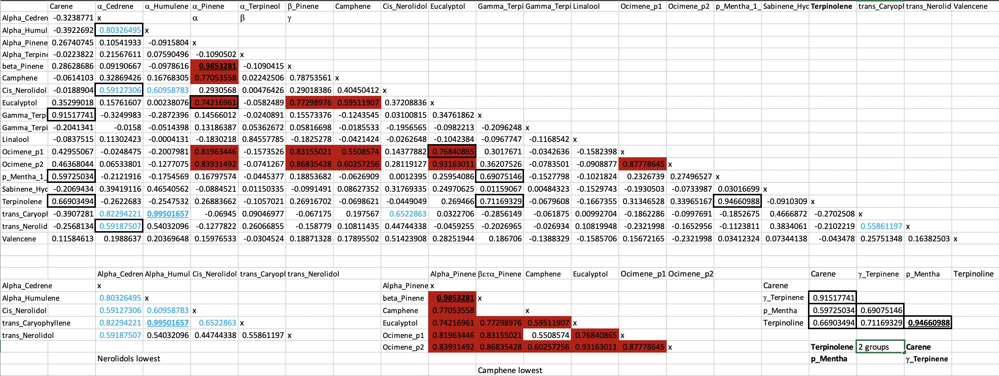 Carene α_Cedrene α_Humulene α_Pinene α_Terpineol β_Pinene Camphene Cis_Nerolidol Eucalyptol Gamma_Terpi Gamma_Terpi Linalool Ocimene_p1 Ocimene_p2 p_Mentha_1_ Sabinene_Hyd Terpinolene trans_Caryopl trans_Nerolid Valencene
Alpha_Cedren -0.3238771 x α β γ
Alpha_Humul -0.3922692 0.80326495 x
Alpha_Pinene 0.26740745 0.10541933 -0.0915804 x
Alpha_Terpine -0.0223822 0.21567611 0.07590496 -0.1090502 x
beta_Pinene 0.28628686 0.09190667 -0.0978616 0.9853281 -0.1090415 x
Camphene -0.0614103 0.32869426 0.16768305 0.77053558 0.02242506 0.78753561 x
Cis_Nerolidol -0.0188904 0.59127306 0.60958783 0.2930568 0.00476426 0.29018386 0.40450412 x
Eucalyptol 0.35299018 0.15761607 0.00238076 0.74216961 -0.0582489 0.77298976 0.59511907 0.37208836 x
Gamma_Terpi 0.91517741 -0.3249983 -0.2872396 0.14566012 -0.0240891 0.15573376 -0.1243545 0.03100815 0.34761862 x
Gamma_Terpi -0.2041341 -0.0158 -0.0514398 0.13186387 0.05362672 0.05816698 -0.0185533 -0.1956565 -0.0982213 -0.2096248 x
Linalool -0.0837515 0.11302423 -0.0004131 -0.1830218 0.84557785 -0.1825278 -0.0421424 -0.0262648 -0.1042384 -0.0967747 -0.1168542 x
Ocimene_p1 0.42955067 -0.0248475 -0.2007981 0.81963446 -0.1573526 0.83155021 0.5508574 0.14377882 0.76840865 0.3017671 -0.0342636 -0.1582398 x
Ocimene_p2 0.46368044 0.06533801 -0.1277075 0.83931492 -0.0741267 0.86835428 0.60257256 0.28119127 0.93163011 0.36207526 -0.0783501 -0.0908877 0.87778645 x
p_Mentha_1_ 0.59725034 -0.2121916 -0.1754569 0.16797574 -0.0445377 0.18853682 -0.0626909 0.0012395 0.25954086 0.69075146 -0.1527798 -0.1021824 0.2326739 0.27496527 x
Sabinene_Hyd -0.2069434 0.39419116 0.46540562 -0.0884521 0.01150335 -0.0991491 0.08627352 0.31769335 0.24970625 0.01159067 0.00484323 -0.1529743 -0.1930503 -0.0733987 0.03016699 x
Terpinolene 0.66903494 -0.2622683 -0.2547532 0.26883662 -0.1057021 0.26916702 -0.0698621 -0.0449049 0.269466 0.71169329 -0.0679608 -0.1667355 0.31346528 0.33965167 0.94660988 -0.0910309 x
trans_Caryopl -0.3907281 0.82294221 0.99501657 -0.06945 0.09046977 -0.067175 0.197567 0.6522863 0.0322706 -0.2856149 -0.061875 0.00992704 -0.1862286 -0.0997691 -0.1852675 0.4666872 -0.2702508 x
trans_Nerolid -0.2568134 0.59187507 0.54032096 -0.1277822 0.26066855 -0.158779 0.10811435 0.44744338 -0.0459255 -0.2026965 -0.026934 0.10819948 -0.2321998 -0.1652956 -0.1123811 0.3834061 -0.2102219 0.55861197 x
Valencene 0.11584613 0.1988637 0.20369648 0.15976533 -0.0304524 0.18871328 0.17895502 0.51423908 0.28251944 0.186706 -0.1388329 -0.1585706 0.15672165 -0.2321998 0.03412324 0.07344138 -0.043478 0.25751348 0.16382503 x
Alpha_Cedren Alpha_Humul Cis_Nerolidol trans_Caryopl trans_Nerolidol Alpha_Pinene βετα_Pinene Camphene Eucalyptol Ocimene_p1 Ocimene_p2 Carene γ_Terpinene p_Mentha Terpinoline
Alpha_Cedrene x Alpha_Pinene x Carene
Alpha_Humulene 0.80326495 x beta_Pinene 0.9853281 x γ_Terpinene 0.91517741
Cis_Nerolidol 0.59127306 0.60958783 x Camphene 0.77053558 x p_Mentha 0.59725034 0.69075146
trans_Caryophyllene 0.82294221 0.99501657 0.6522863 x Eucalyptol 0.74216961 0.77298976 0.59511907 x Terpinoline 0.66903494 0.71169329 0.94660988
trans_Nerolidol 0.59187507 0.54032096 0.44744338 0.55861197 x Ocimene_p1 0.81963446 0.83155021 0.5508574 0.76840865 x
Ocimene_p2 0.83931492 0.86835428 0.60257256 0.93163011 0.87778645 x Terpinolene 2 groups Carene
Nerolidols lowest p_Mentha γ_Terpinene
Camphene lowest